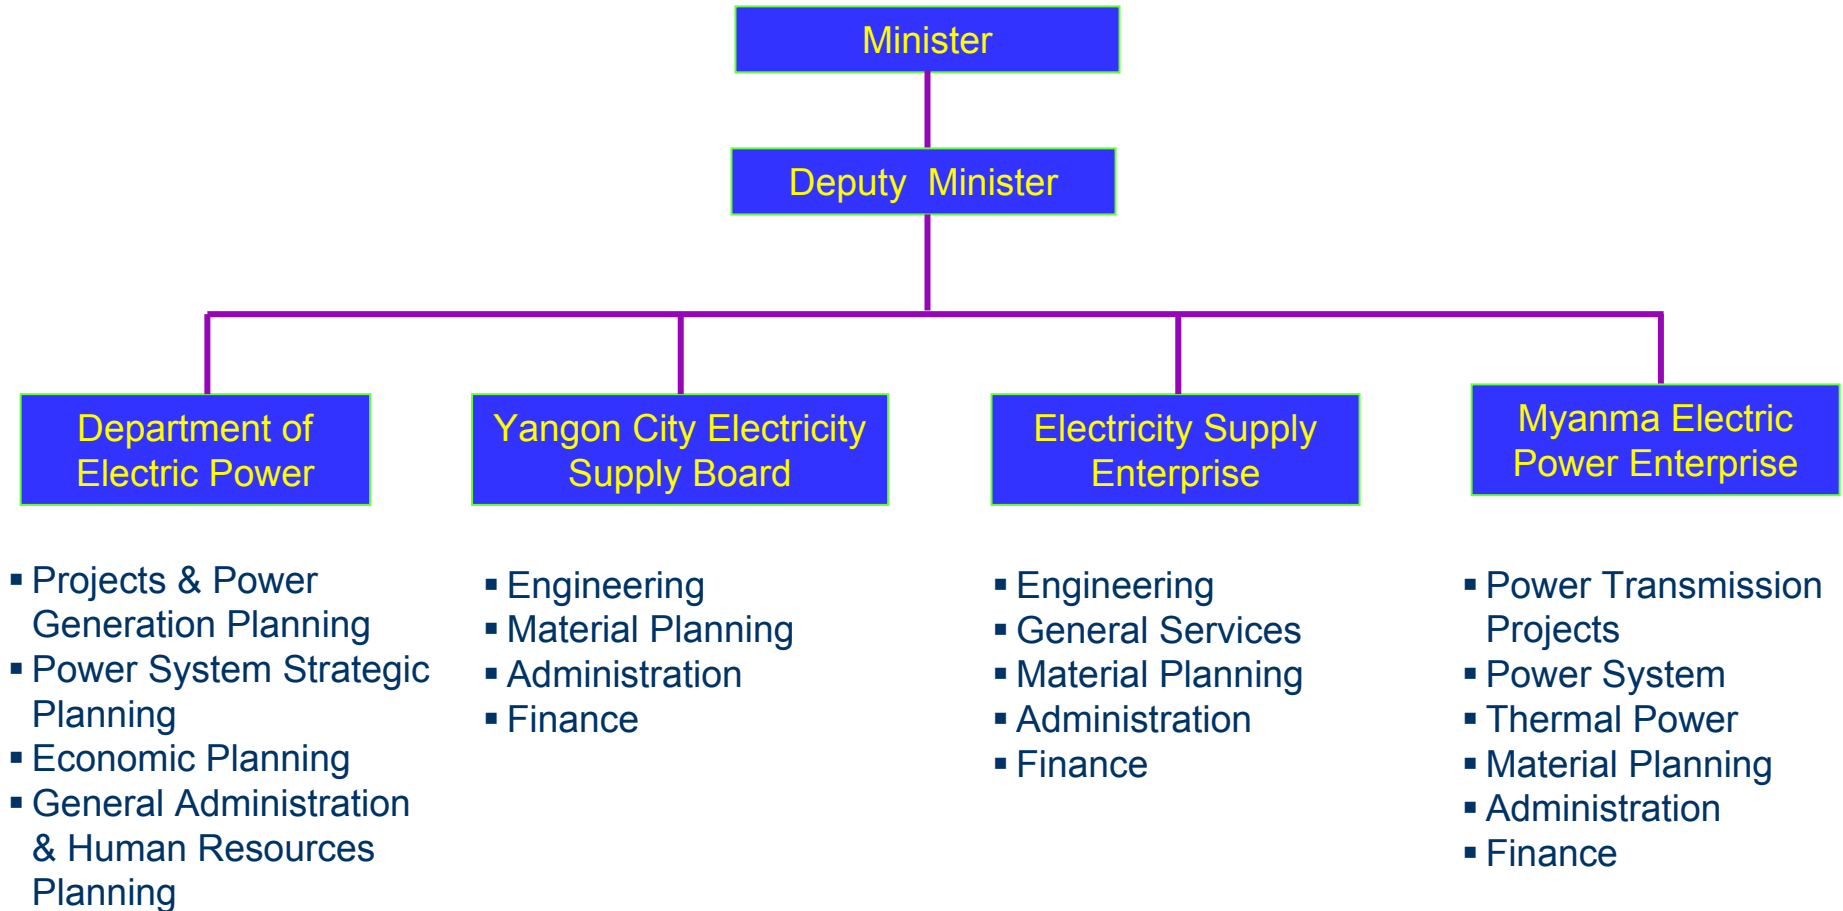 Minister
Deputy Minister
Department of
Electric Power
Yangon City Electricity
Supply Board
Electricity Supply
Enterprise
Myanma Electric
Power Enterprise
▪ Projects & Power
Generation Planning
▪ Power System Strategic
Planning
▪ Economic Planning
▪ General Administration
& Human Resources
Planning
▪ Engineering
▪ Material Planning
▪ Administration
▪ Finance
▪ Engineering
▪ General Services
▪ Material Planning
▪ Administration
▪ Finance
▪ Power Transmission
Projects
▪ Power System
▪ Thermal Power
▪ Material Planning
▪ Administration
▪ Finance